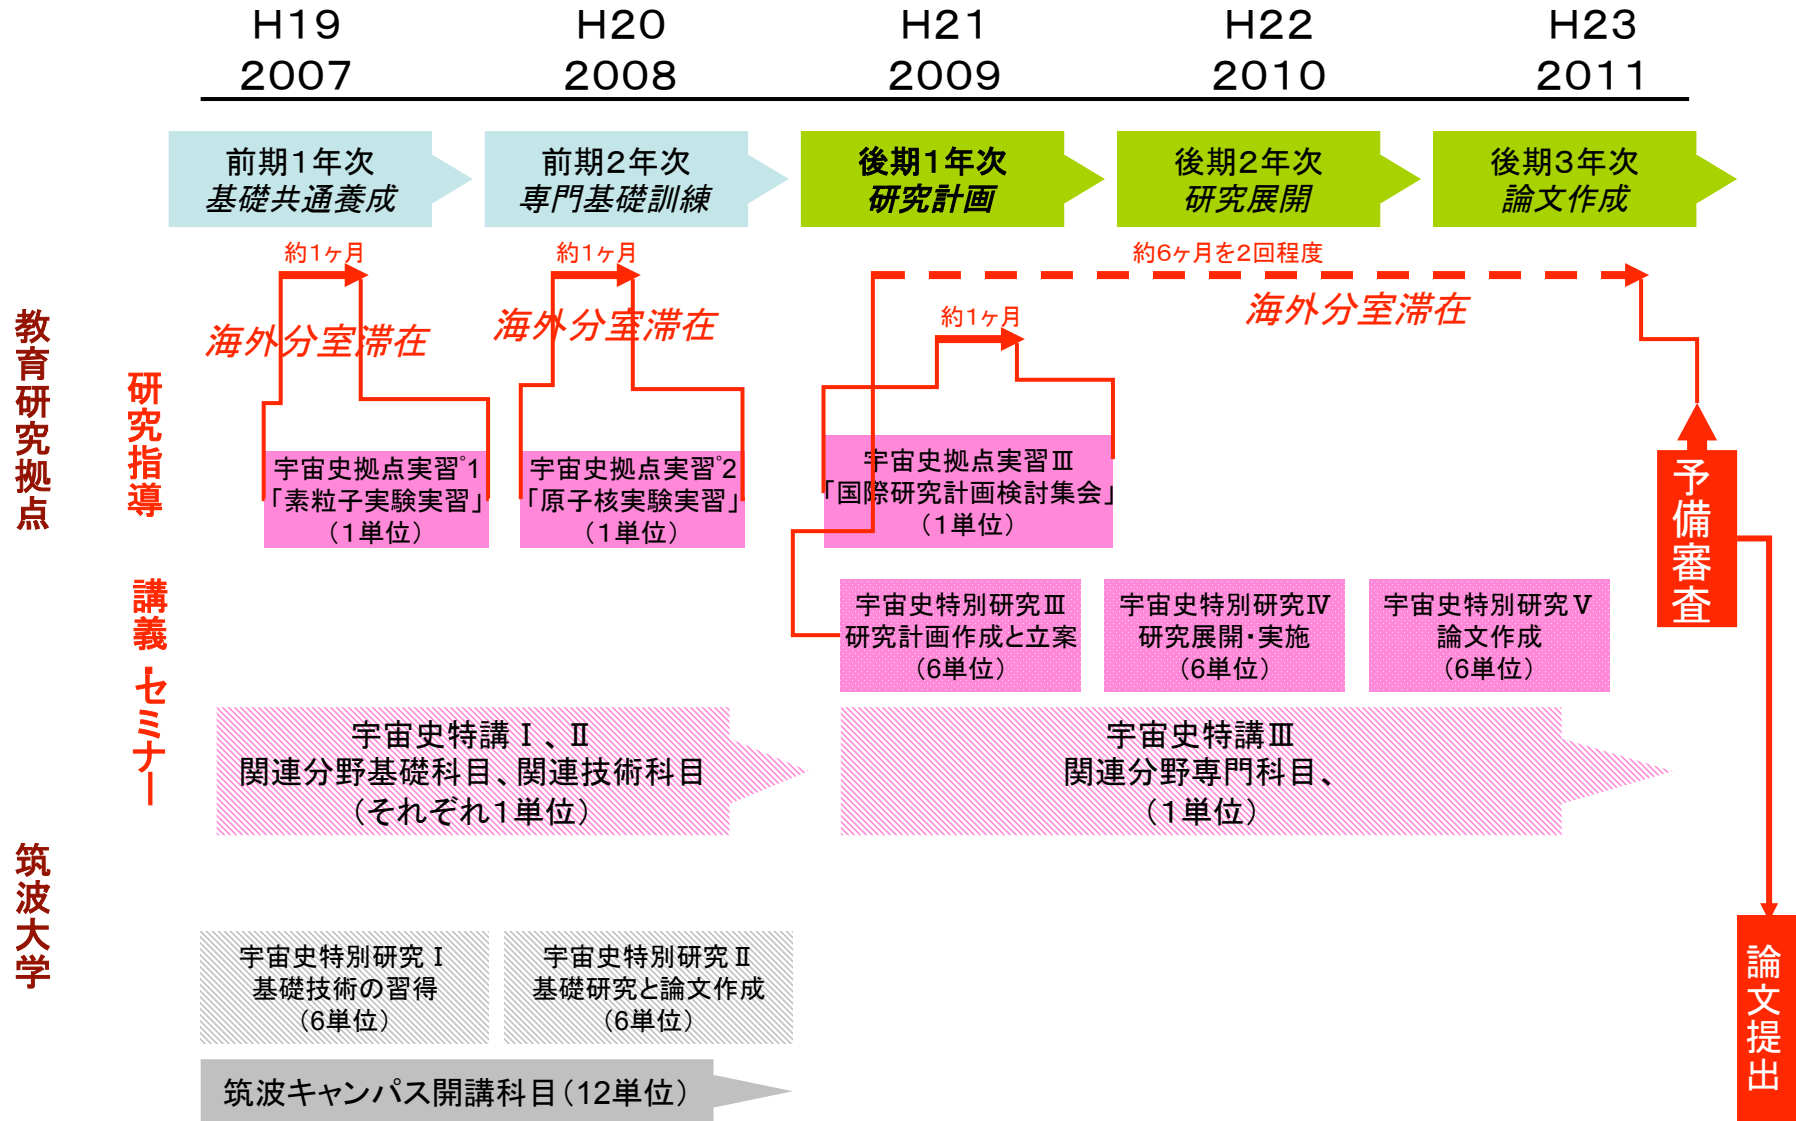 H19
2007
H20
2008
H21
2009
H22
2010
H23
2011
前期1年次
基礎共通養成
前期2年次
専門基礎訓練
後期1年次
研究計画
後期2年次
研究展開
後期3年次
論文作成
約1ヶ月
海外分室滞在
約1ヶ月
海外分室滞在
約6ヶ月を2回程度
海外分室滞在
約1ヶ月
教育研究拠点
研究指導
宇宙史拠点実習゜1
「素粒子実験実習」
(1単位)
宇宙史拠点実習゜2
「原子核実験実習」
(1単位)
宇宙史拠点実習Ⅲ
「国際研究計画検討集会」
(1単位)
予備審査
講義・セミナー
宇宙史特別研究Ⅲ
研究計画作成と立案
(6単位)
宇宙史特別研究Ⅳ
研究展開・実施
(6単位)
宇宙史特別研究Ⅴ
論文作成
(6単位)
宇宙史特講Ⅰ、Ⅱ
関連分野基礎科目、関連技術科目
(それぞれ1単位)
宇宙史特講Ⅲ
関連分野専門科目、
(1単位)
筑波大学
宇宙史特別研究Ⅰ
基礎技術の習得
(6単位)
宇宙史特別研究Ⅱ
基礎研究と論文作成
(6単位)
論文提出
筑波キャンパス開講科目(12単位)